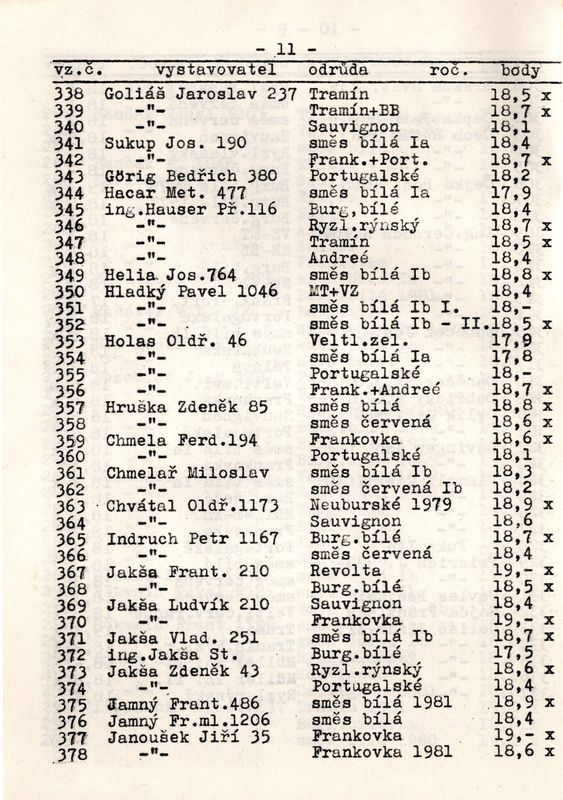 - 11 -
vz.č. vystavovatel odrůda roč. body
338 Goliáš Jaroslav 237 Tramín 18,5 x
339 -"- Tramín+BB 18,7 x
340 -"- Sauvignon 18,1
341 Sukup Jos. 190 směs bílá Ia 18,4
342 -"- Frank.+Port. 18,7 x
343 Görig Bedřich 380 Portugalské 18,2
344 Hacar Met. 477 směs bílá Ia 17,9
345 ing.Hauser Př.116 Burg,bílé 18,4
346 -"- Ryzl.rýnský 18,7 x
347 -"- Tramín 18,5 x
348 -"- Andreé 18,4
349 Helia Jos.764 směs bílá Ib 18,8 x
350 Hladký Pavel 1046 MT+VZ 18,4
351 -"- směs bílá Ib I. 18,-
352 -"- směs bílá Ib - II.18,5 x
353 Holas Oldř. 46 Veltl.zel. 17,9
354 -"- směs bílá Ia 17,8
355 -"- Portugalské 18,-
356 -"- Frank.+Andreé 18,7 x
357 Hruška Zdeněk 85 směs bílá 18,8 x
358 -"- směs červená 18,6 x
359 Chmela Ferd.194 Frankovka 18,6 x
360 -"- Portugalské 18,1
361 Chmelař Miloslav směs bílá Ib 18,3
362 -"- směs červená Ib 18,2
363 Chvátal Oldř.1173 Neuburské 1979 18,9 x
364 -"- Sauvignon 18,6
365 Indruch Petr 1167 Burg.bílé 18,7 x
366 -"- směs červená 18,4
367 Jakša Frant. 210 Revolta 19,- x
368 -"- Burg.bílé 18,5 x
369 Jakša Ludvík 210 Sauvignon 18,4
370 -"- Frankovka 19,- x
371 Jakša Vlad. 251 směs bílá Ib 18,7 x
372 ing.Jakša St. Burg.bílé 17,5
373 Jakša Zdeněk 43 Ryzl.rýnský 18,6 x
374 -"- Portugalské 18,4
375 Jamný Frant.486 směs bílá 1981 18,9 x
376 Jamný Fr.ml.1206 směs bílá 18,4
377 Janoušek Jiří 35 Frankovka 19,- x
378 -"- Frankovka 1981 18,6 x